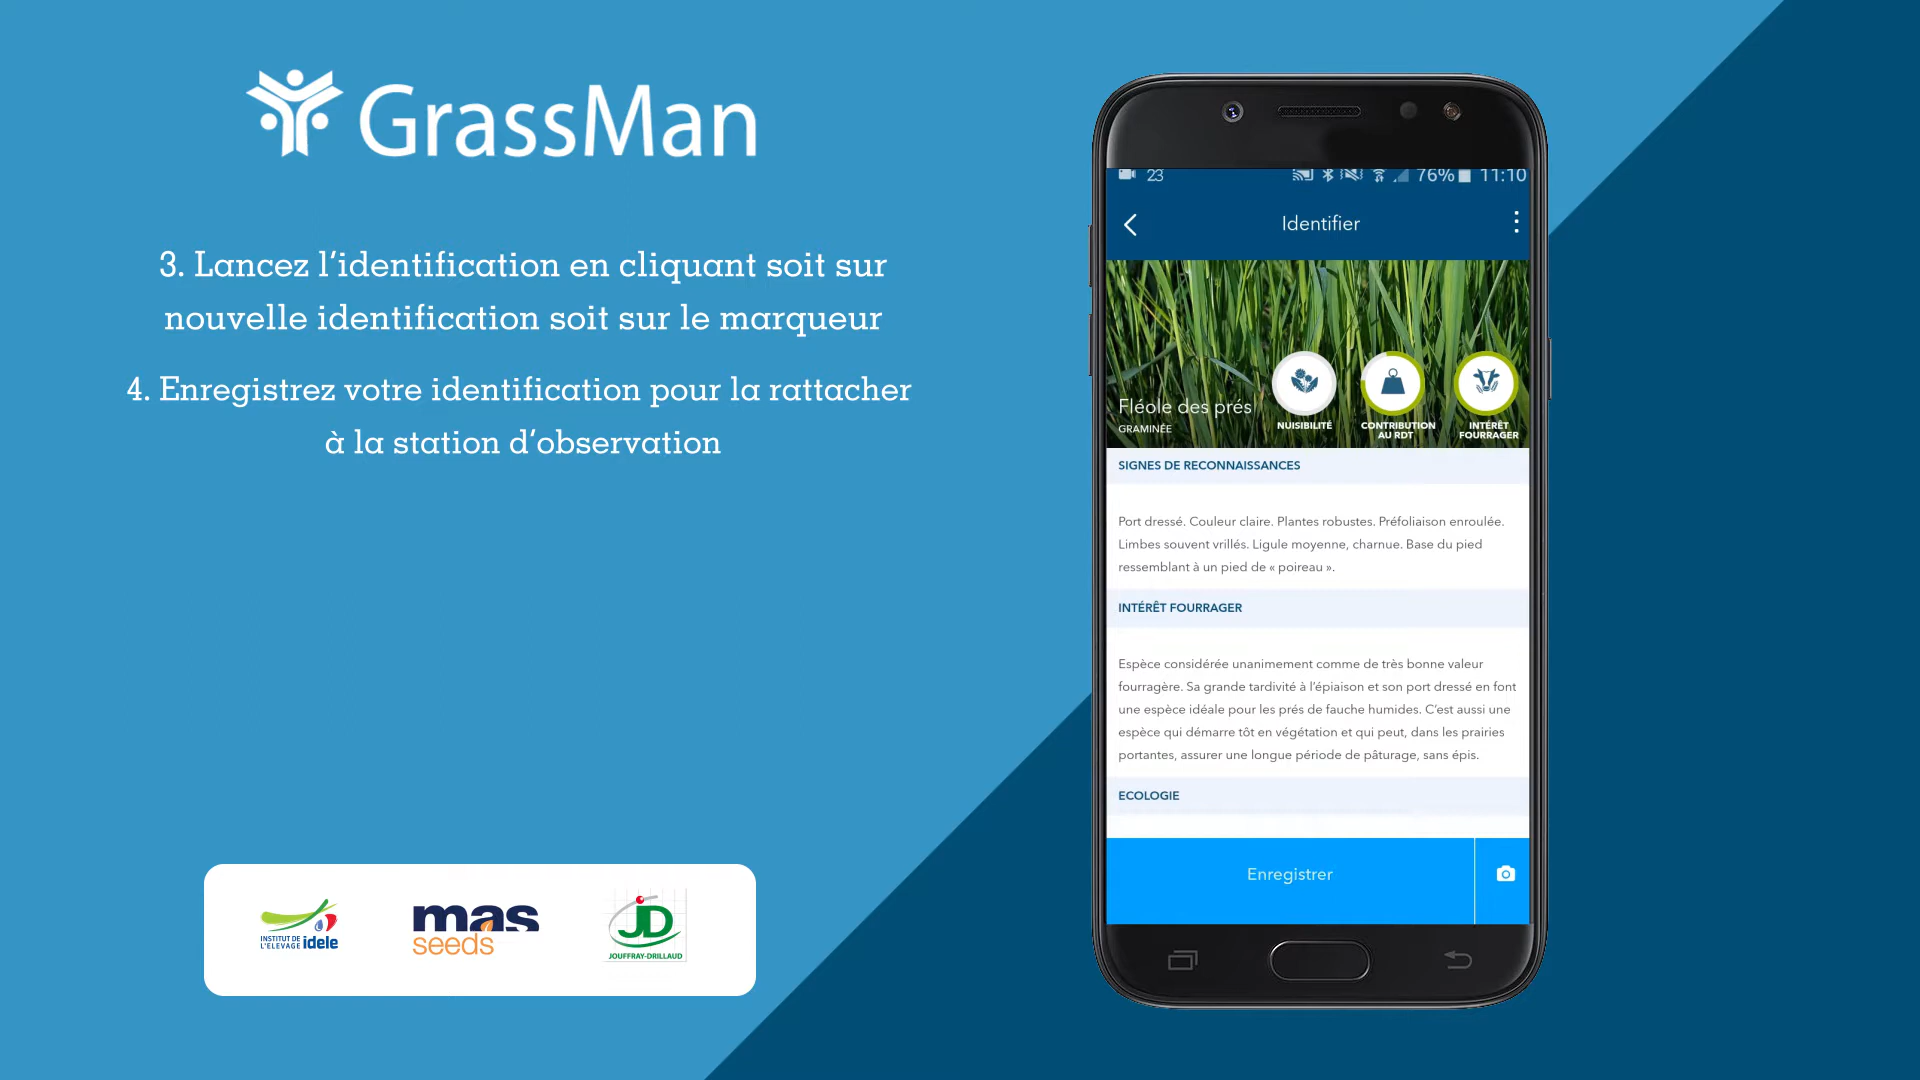 GrassMan
3. Lancez l’identification en cliquant soit sur
nouvelle identification soit sur le marqueur
4. Enregistrez votre identification pour la rattacher
à la station d’observation
INSTITUT DE
L'ELEVAGE idele
mas
seeds
JD
JOUFFRAY-DRILLAUD
23
76% 11:10
Identifier
Fléole des prés
GRAMINÉE
NUISIBILITÉ
CONTRIBUTION
AU RDT
INTÉRÊT
FOURRAGER
SIGNES DE RECONNAISSANCES
Port dressé. Couleur claire. Plantes robustes. Préfoliaison enroulée.
Limbes souvent vrillés. Ligule moyenne, charnue. Base du pied
ressemblant à un pied de « poireau ».
INTÉRÊT FOURRAGER
Espèce considérée unanimement comme de très bonne valeur
fourragère. Sa grande tardivité à l’épiaison et son port dressé en font
une espèce idéale pour les prés de fauche humides. C’est aussi une
espèce qui démarre tôt en végétation et qui peut, dans les prairies
portantes, assurer une longue période de pâturage, sans épis.
ECOLOGIE
Enregistrer